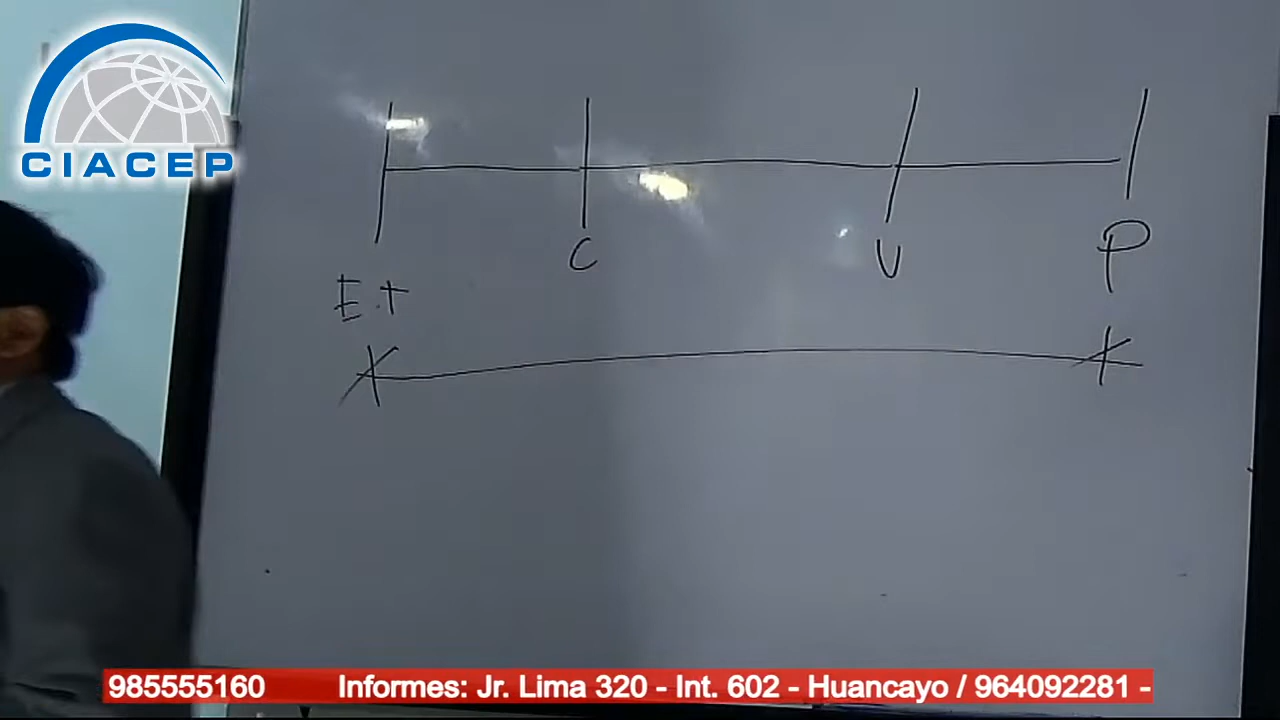 CIACEP
C
U
P
E.t
985555160 Informes: Jr. Lima 320 - Int. 602 - Huancayo / 964092281 -